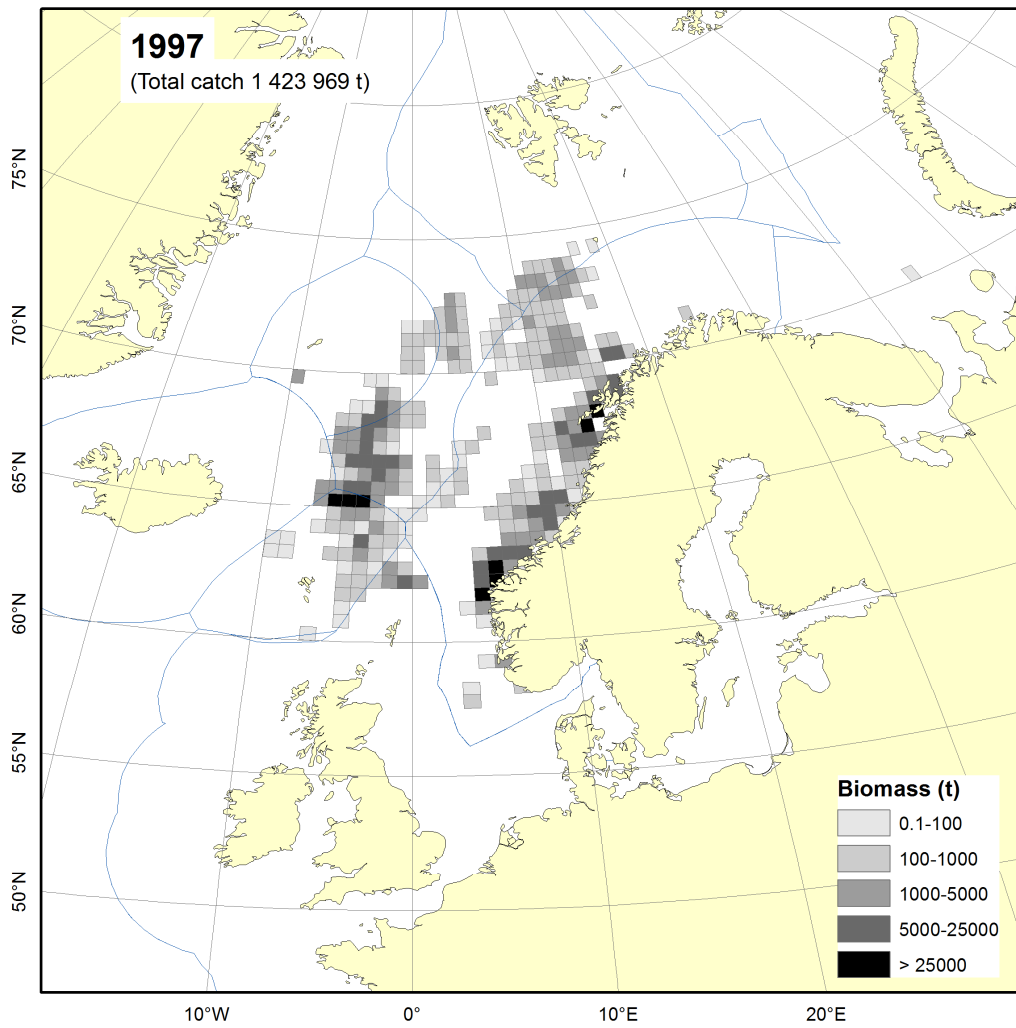 1997
(Total catch 1 423 969 t)
75°N
70°N
65°N
60°N
55°N
50°N
Biomass (t)
0.1-100
100-1000
1000-5000
5000-25000
> 25000
10°W
0°
10°E
20°E